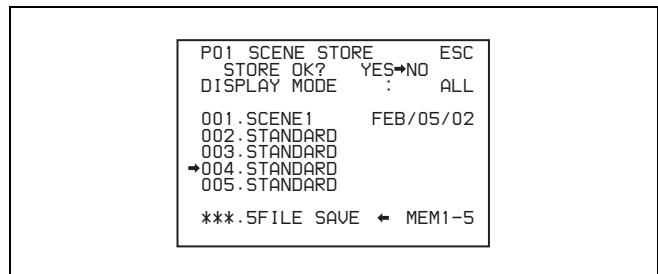 P01 SCENE STORE ESC
STORE OK? YES➡NO
DISPLAY MODE : ALL
001.SCENE1 FEB/05/02
002.STANDARD
003.STANDARD
➡004.STANDARD
005.STANDARD
***.5FILE SAVE ⬅ MEM1-5